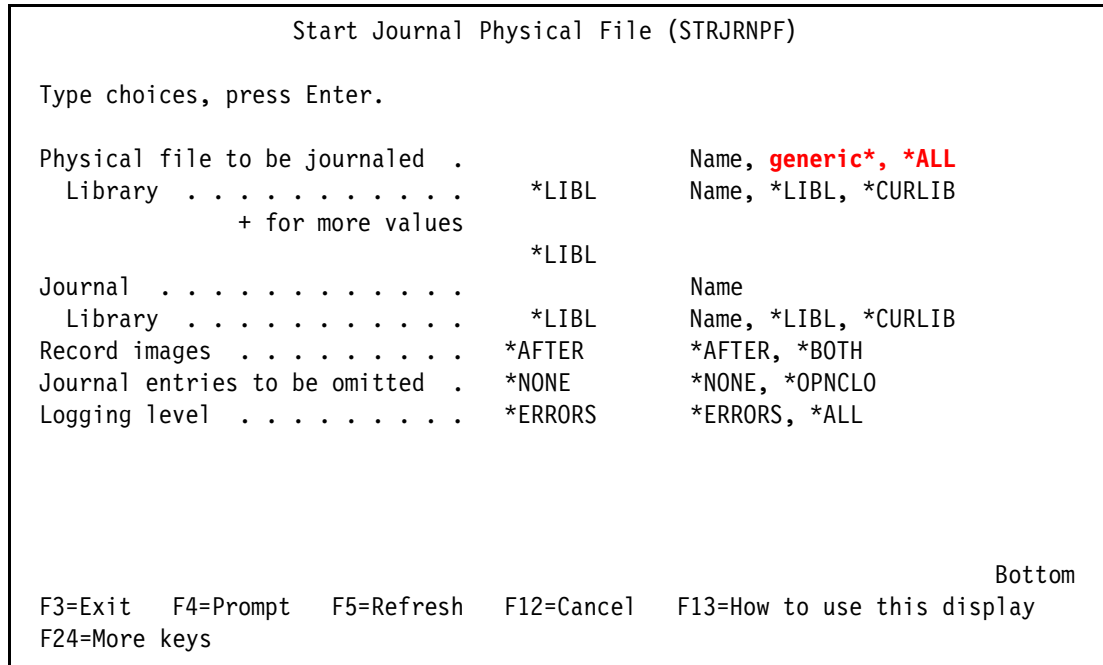 Start Journal Physical File (STRJRNPF)
Type choices, press Enter.
Physical file to be journaled . Name, generic*, *ALL
Library . . . . . . . . . . . *LIBL Name, *LIBL, *CURLIB
+ for more values
*LIBL
Journal . . . . . . . . . . . . Name
Library . . . . . . . . . . . *LIBL Name, *LIBL, *CURLIB
Record images . . . . . . . . . *AFTER *AFTER, *BOTH
Journal entries to be omitted . *NONE *NONE, *OPNCLO
Logging level . . . . . . . . . *ERRORS *ERRORS, *ALL
Bottom
F3=Exit F4=Prompt F5=Refresh F12=Cancel F13=How to use this display
F24=More keys